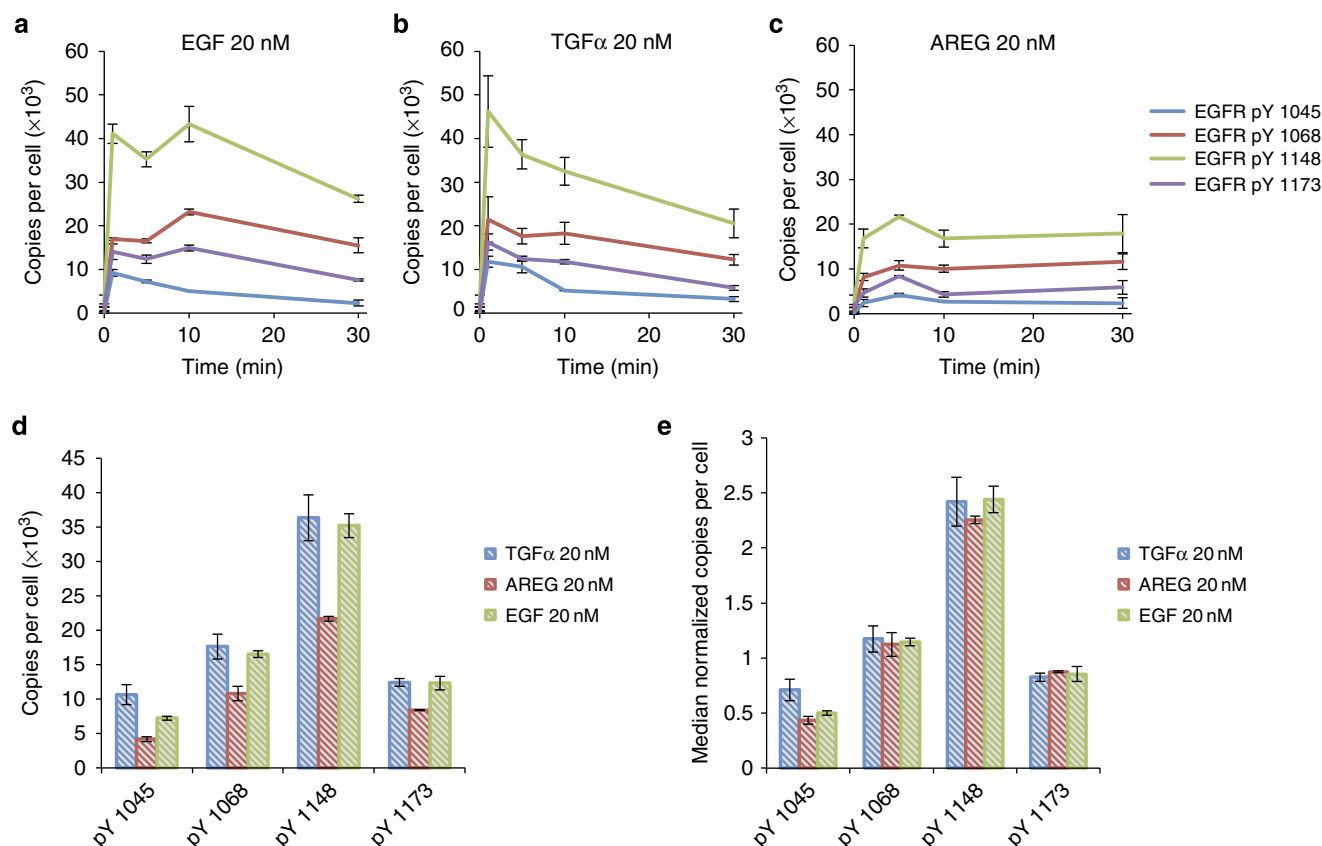 a
EGF 20 nM
Copies per cell (×10³)
60
50
40
30
20
10
0
0 10 20 30
Time (min)
b
TGFα 20 nM
Copies per cell (×10³)
60
50
40
30
20
10
0
0 10 20 30
Time (min)
c
AREG 20 nM
Copies per cell (×10³)
60
50
40
30
20
10
0
0 10 20 30
Time (min)
EGFR pY 1045
EGFR pY 1068
EGFR pY 1148
EGFR pY 1173
d
Copies per cell (×10³)
45
40
35
30
25
20
15
10
5
0
pY 1045
pY 1068
pY 1148
pY 1173
TGFα 20 nM
AREG 20 nM
EGF 20 nM
e
Median normalized copies per cell
3
2.5
2
1.5
1
0.5
0
pY 1045
pY 1068
pY 1148
pY 1173
TGFα 20 nM
AREG 20 nM
EGF 20 nM